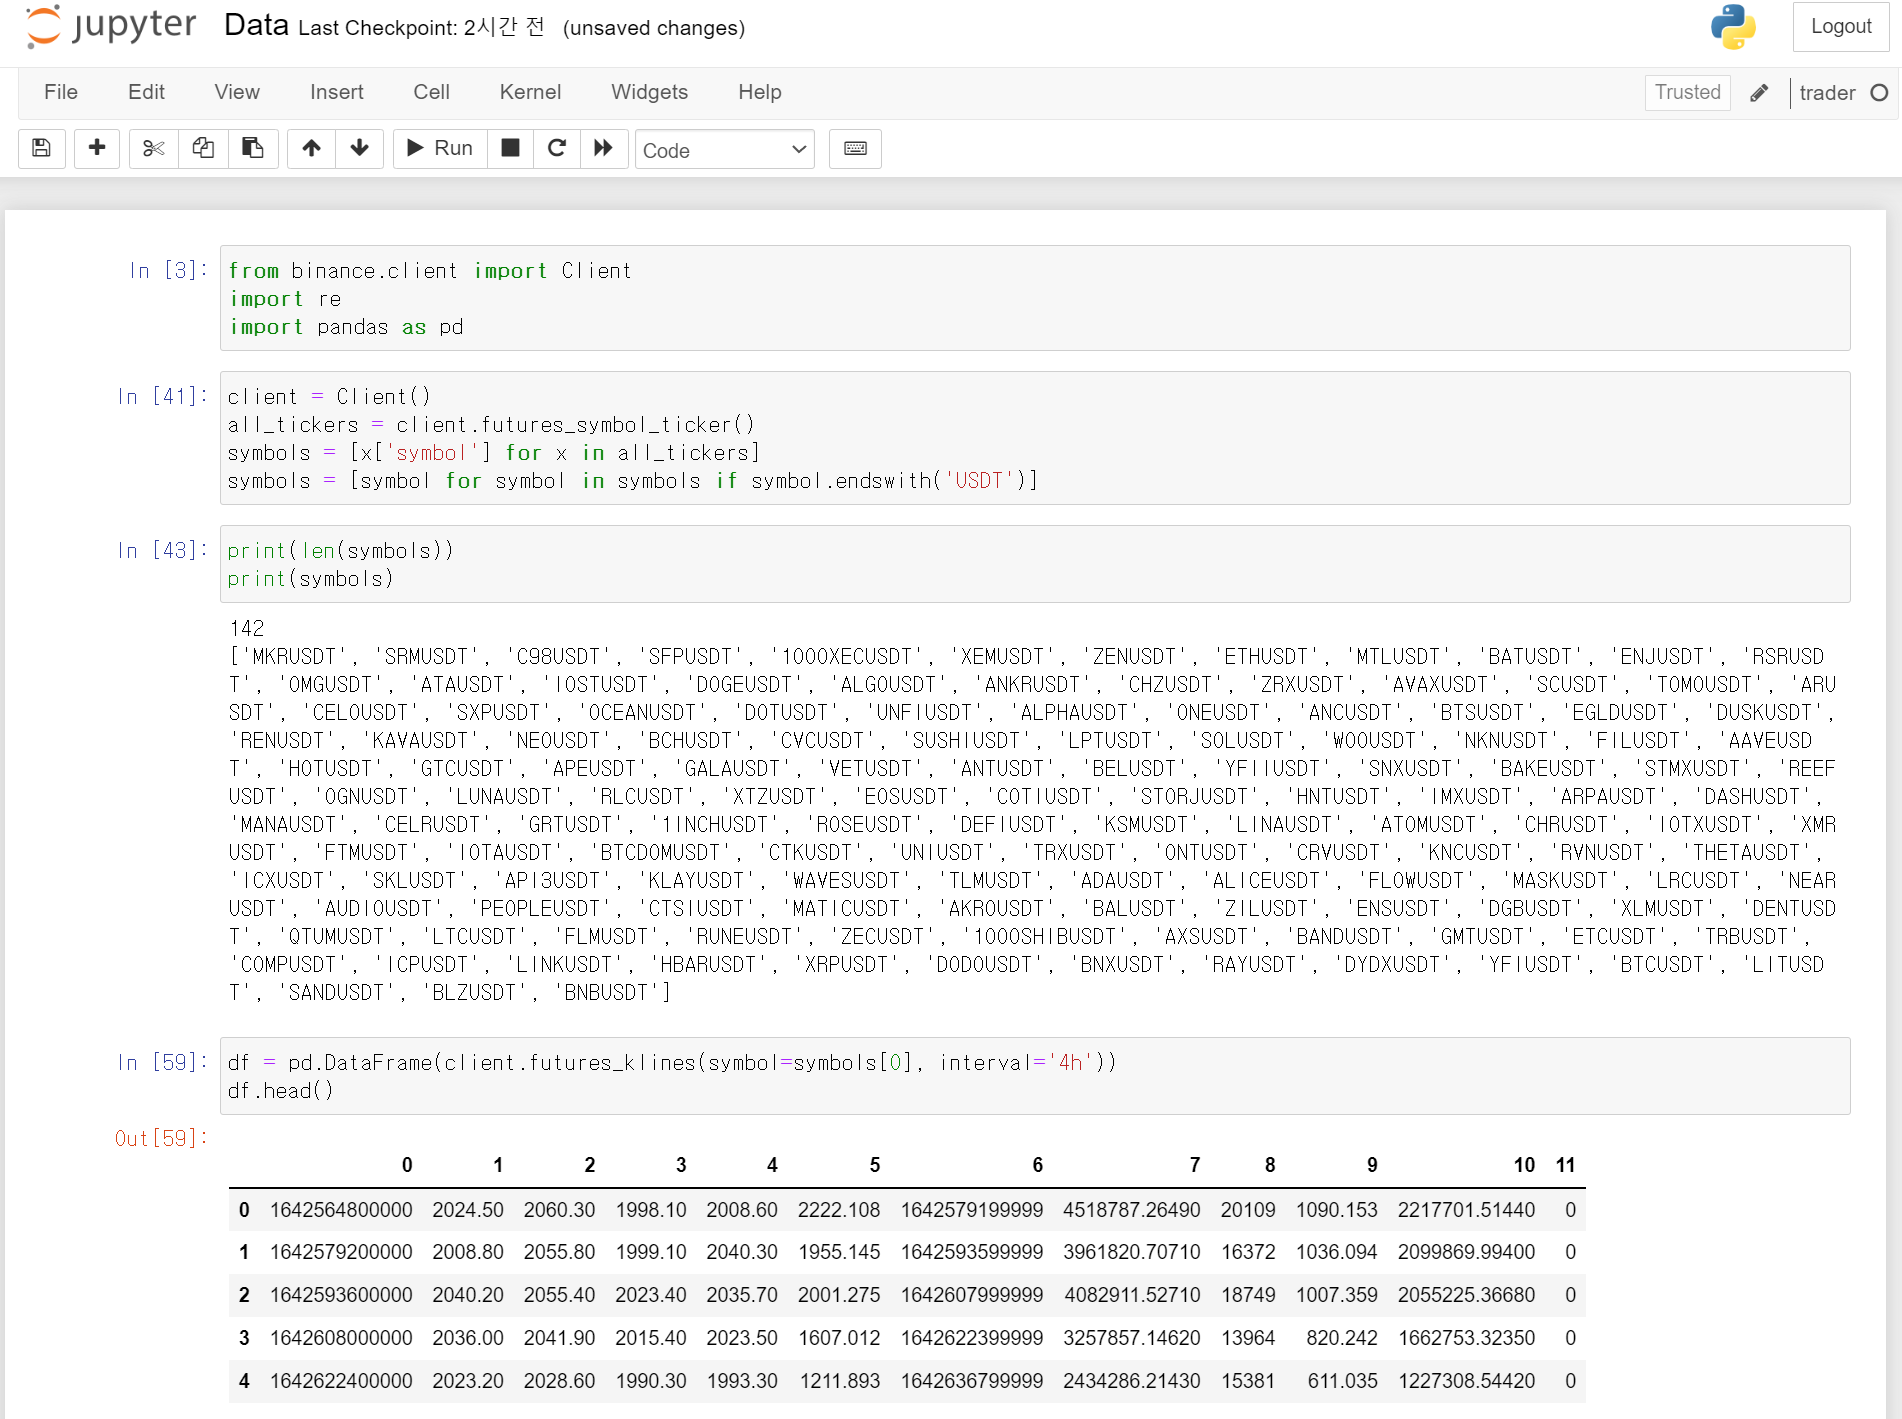 jupyter Data Last Checkpoint: 2시간 전 (unsaved changes) Logout
File Edit View Insert Cell Kernel Widgets Help Trusted trader
Run Code
In [3]: from binance.client import Client
import re
import pandas as pd
In [41]: client = Client()
all_tickers = client.futures_symbol_ticker()
symbols = [x['symbol'] for x in all_tickers]
symbols = [symbol for symbol in symbols if symbol.endswith('USDT')]
In [43]: print(len(symbols))
print(symbols)
142
['MKRUSDT', 'SRMUSDT', 'C98USDT', 'SFPUSDT', '1000XECUSDT', 'XEMUSDT', 'ZENUSDT', 'ETHUSDT', 'MTLUSDT', 'BATUSDT', 'ENJUSDT', 'RSRUSD
T', 'OMGUSDT', 'ATAUSDT', 'IOSTUSDT', 'DOGEUSDT', 'ALGOUSDT', 'ANKRUSDT', 'CHZUSDT', 'ZRXUSDT', 'AVAXUSDT', 'SCUSDT', 'TOMOUSDT', 'ARU
SDT', 'CELOUSDT', 'SXPUSDT', 'OCEANUSDT', 'DOTUSDT', 'UNFIUSDT', 'ALPHAUSDT', 'ONEUSDT', 'ANCUSDT', 'BTSUSDT', 'EGLDUSDT', 'DUSKUSDT',
'RENUSDT', 'KAVAUSDT', 'NEOUSDT', 'BCHUSDT', 'CVCUSDT', 'SUSHIUSDT', 'LPTUSDT', 'SOLUSDT', 'WOOUSDT', 'NKNUSDT', 'FILUSDT', 'AAVEUSD
T', 'HOTUSDT', 'GTCUSDT', 'APEUSDT', 'GALAUSDT', 'VETUSDT', 'ANTUSDT', 'BELUSDT', 'YFIIUSDT', 'SNXUSDT', 'BAKEUSDT', 'STMXUSDT', 'REEF
USDT', 'OGNUSDT', 'LUNAUSDT', 'RLCUSDT', 'XTZUSDT', 'EOSUSDT', 'COTIUSDT', 'STORJUSDT', 'HNTUSDT', 'IMXUSDT', 'ARPAUSDT', 'DASHUSDT',
'MANAUSDT', 'CELRUSDT', 'GRTUSDT', '1INCHUSDT', 'ROSEUSDT', 'DEFIUSDT', 'KSMUSDT', 'LINAUSDT', 'ATOMUSDT', 'CHRUSDT', 'IOTXUSDT', 'XMR
USDT', 'FTMUSDT', 'IOTAUSDT', 'BTCDOMUSDT', 'CTKUSDT', 'UNIUSDT', 'TRXUSDT', 'ONTUSDT', 'CRVUSDT', 'KNCUSDT', 'RVNUSDT', 'THETAUSDT',
'ICXUSDT', 'SKLUSDT', 'API3USDT', 'KLAYUSDT', 'WAVESUSDT', 'TLMUSDT', 'ADAUSDT', 'ALICEUSDT', 'FLOWUSDT', 'MASKUSDT', 'LRCUSDT', 'NEAR
USDT', 'AUDIOUSDT', 'PEOPLEUSDT', 'CTSIUSDT', 'MATICUSDT', 'AKROUSDT', 'BALUSDT', 'ZILUSDT', 'ENSUSDT', 'DGBUSDT', 'XLMUSDT', 'DENTUSD
T', 'QTUMUSDT', 'LTCUSDT', 'FLMUSDT', 'RUNEUSDT', 'ZECUSDT', '1000SHIBUSDT', 'AXSUSDT', 'BANDUSDT', 'GMTUSDT', 'ETCUSDT', 'TRBUSDT',
'COMPUSDT', 'ICPUSDT', 'LINKUSDT', 'HBARUSDT', 'XRPUSDT', 'DODOUSDT', 'BNXUSDT', 'RAYUSDT', 'DYDXUSDT', 'YFIUSDT', 'BTCUSDT', 'LITUSD
T', 'SANDUSDT', 'BLZUSDT', 'BNBUSDT']
In [59]: df = pd.DataFrame(client.futures_klines(symbol=symbols[0], interval='4h'))
df.head()
Out[59]:
0 1 2 3 4 5 6 7 8 9 10 11
0 1642564800000 2024.50 2060.30 1998.10 2008.60 2222.108 1642579199999 4518787.26490 20109 1090.153 2217701.51440 0
1 1642579200000 2008.80 2055.80 1999.10 2040.30 1955.145 1642593599999 3961820.70710 16372 1036.094 2099869.99400 0
2 1642593600000 2040.20 2055.40 2023.40 2035.70 2001.275 1642607999999 4082911.52710 18749 1007.359 2055225.36680 0
3 1642608000000 2036.00 2041.90 2015.40 2023.50 1607.012 1642622399999 3257857.14620 13964 820.242 1662753.32350 0
4 1642622400000 2023.20 2028.60 1990.30 1993.30 1211.893 1642636799999 2434286.21430 15381 611.035 1227308.54420 0